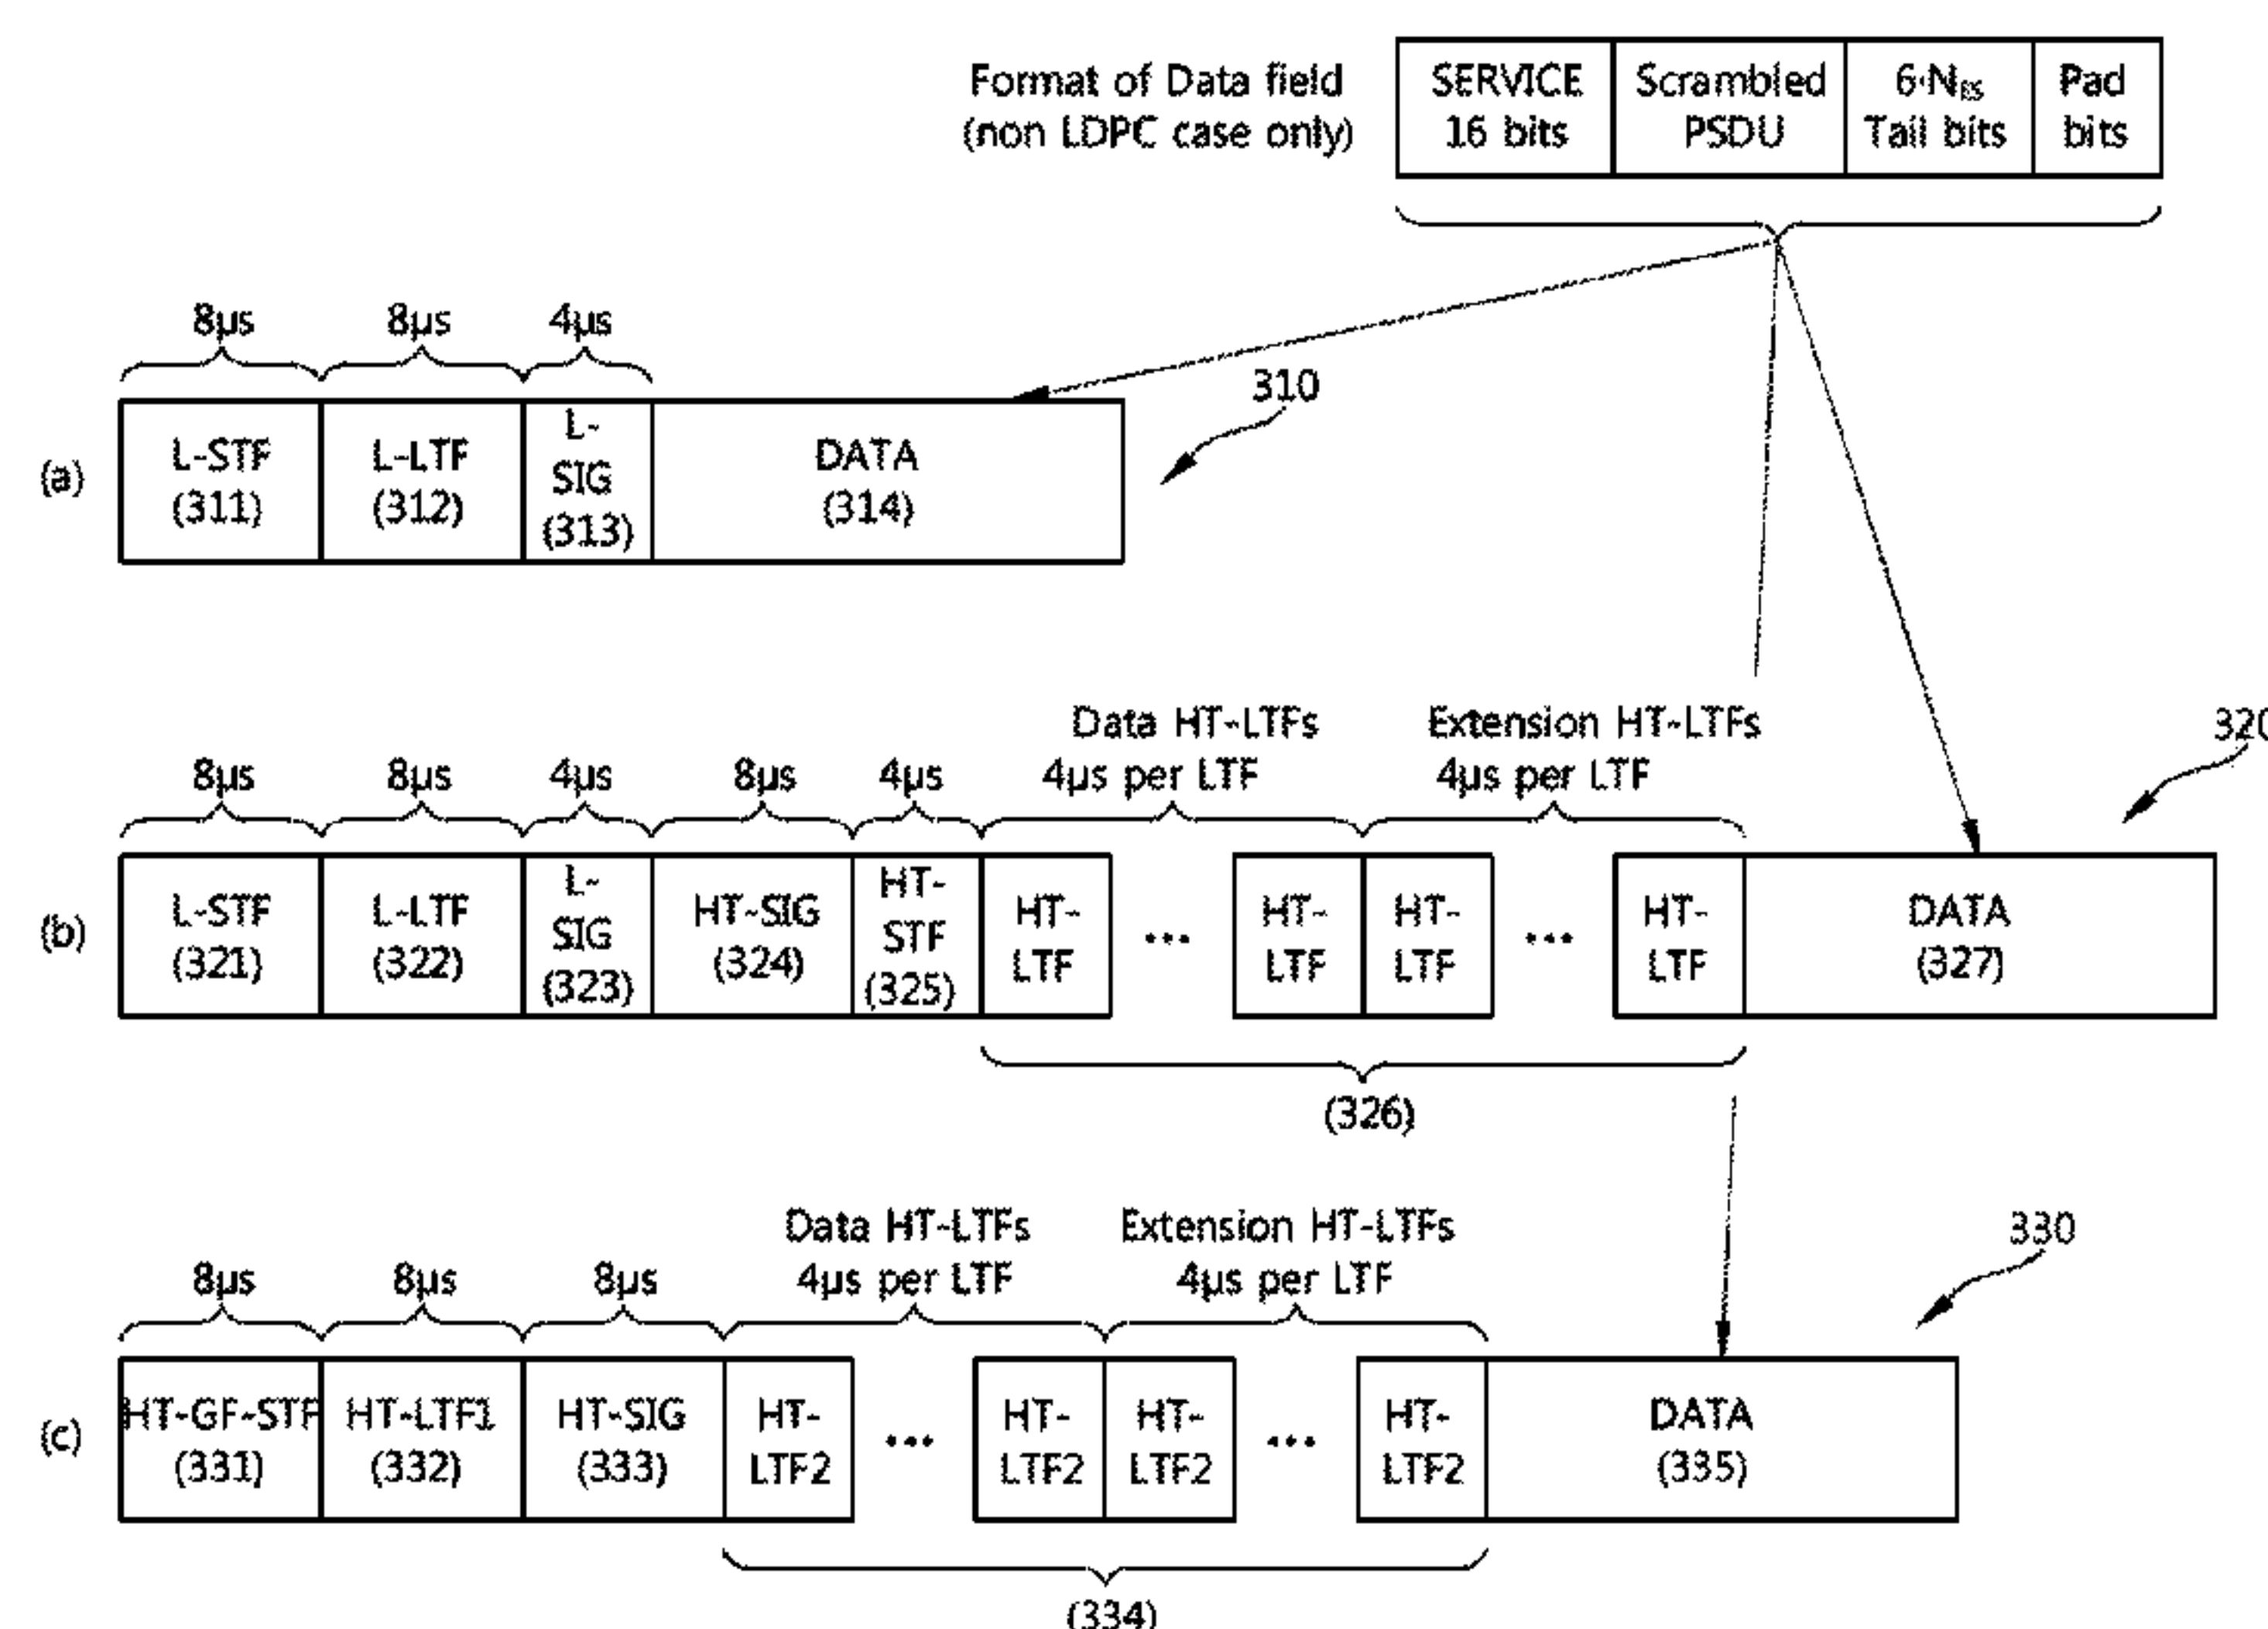 Format of Data field
(non LDPC case only)
SERVICE
16 bits
Scrambled
PSDU
6·NES
Tail bits
Pad
bits
8µs
8µs
4µs
310
(a)
L-STF
(311)
L-LTF
(312)
L-
SIG
(313)
DATA
(314)
Data HT-LTFs
4µs per LTF
Extension HT-LTFs
4µs per LTF
320
8µs
8µs
4µs
8µs
4µs
(b)
L-STF
(321)
L-LTF
(322)
L-
SIG
(323)
HT-SIG
(324)
HT-
STF
(325)
HT-
LTF
...
HT-
LTF
HT-
LTF
...
HT-
LTF
DATA
(327)
(326)
Data HT-LTFs
4µs per LTF
Extension HT-LTFs
4µs per LTF
330
8µs
8µs
8µs
(c)
HT-GF-STF
(331)
HT-LTF1
(332)
HT-SIG
(333)
HT-
LTF2
...
HT-
LTF2
HT-
LTF2
...
HT-
LTF2
DATA
(335)
(334)